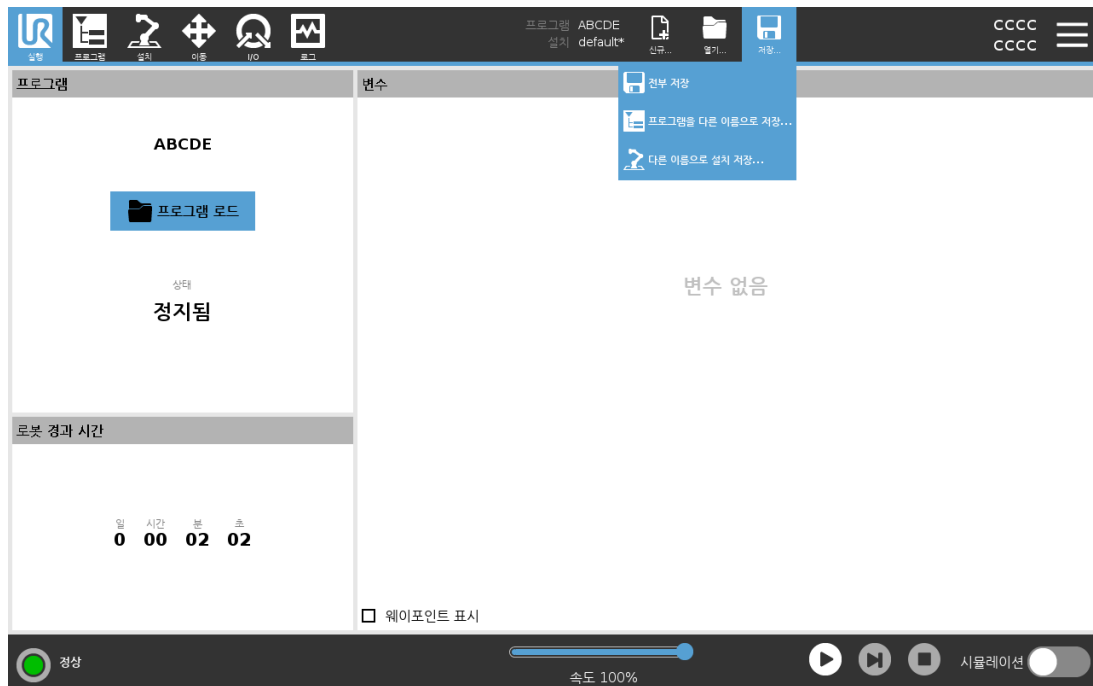 UR
실행
프로그램
설치
이동
I/O
로그
프로그램 ABCDE
설치 default*
신규...
열기...
저장...
CCCC
CCCC
전부 저장
프로그램을 다른 이름으로 저장...
다른 이름으로 설치 저장...
프로그램
ABCDE
프로그램 로드
상태
정지됨
로봇 경과 시간
일 시간 분 초
0 00 02 02
변수
변수 없음
웨이포인트 표시
정상
속도 100%
시뮬레이션